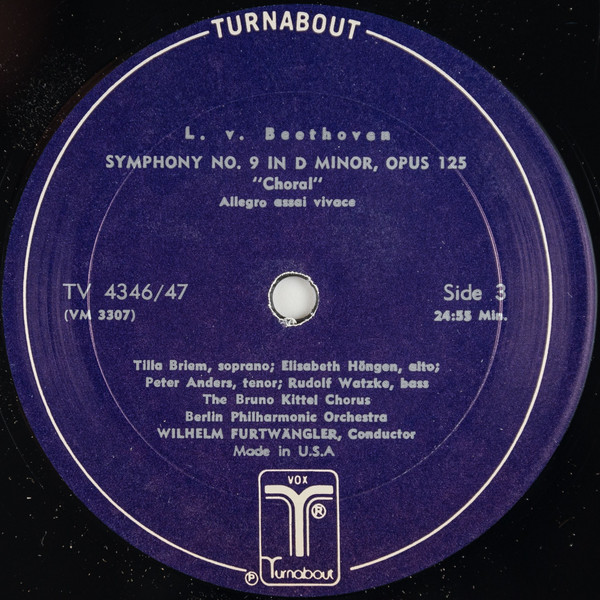 TURNABOUT
L. v. Beethoven
SYMPHONY NO. 9 IN D MINOR, OPUS 125
"Choral"
Allegro assai vivace
TV 4346/47
Side 3
(VM 3307)
24:55 Min.
Tilla Briem, soprano; Elisabeth Höngen, alto;
Peter Anders, tenor; Rudolf Watzke, bass
The Bruno Kittel Chorus
Berlin Philharmonic Orchestra
WILHELM FURTWÄNGLER, Conductor
Made in U.S.A
VOX
®
℗ Turnabout